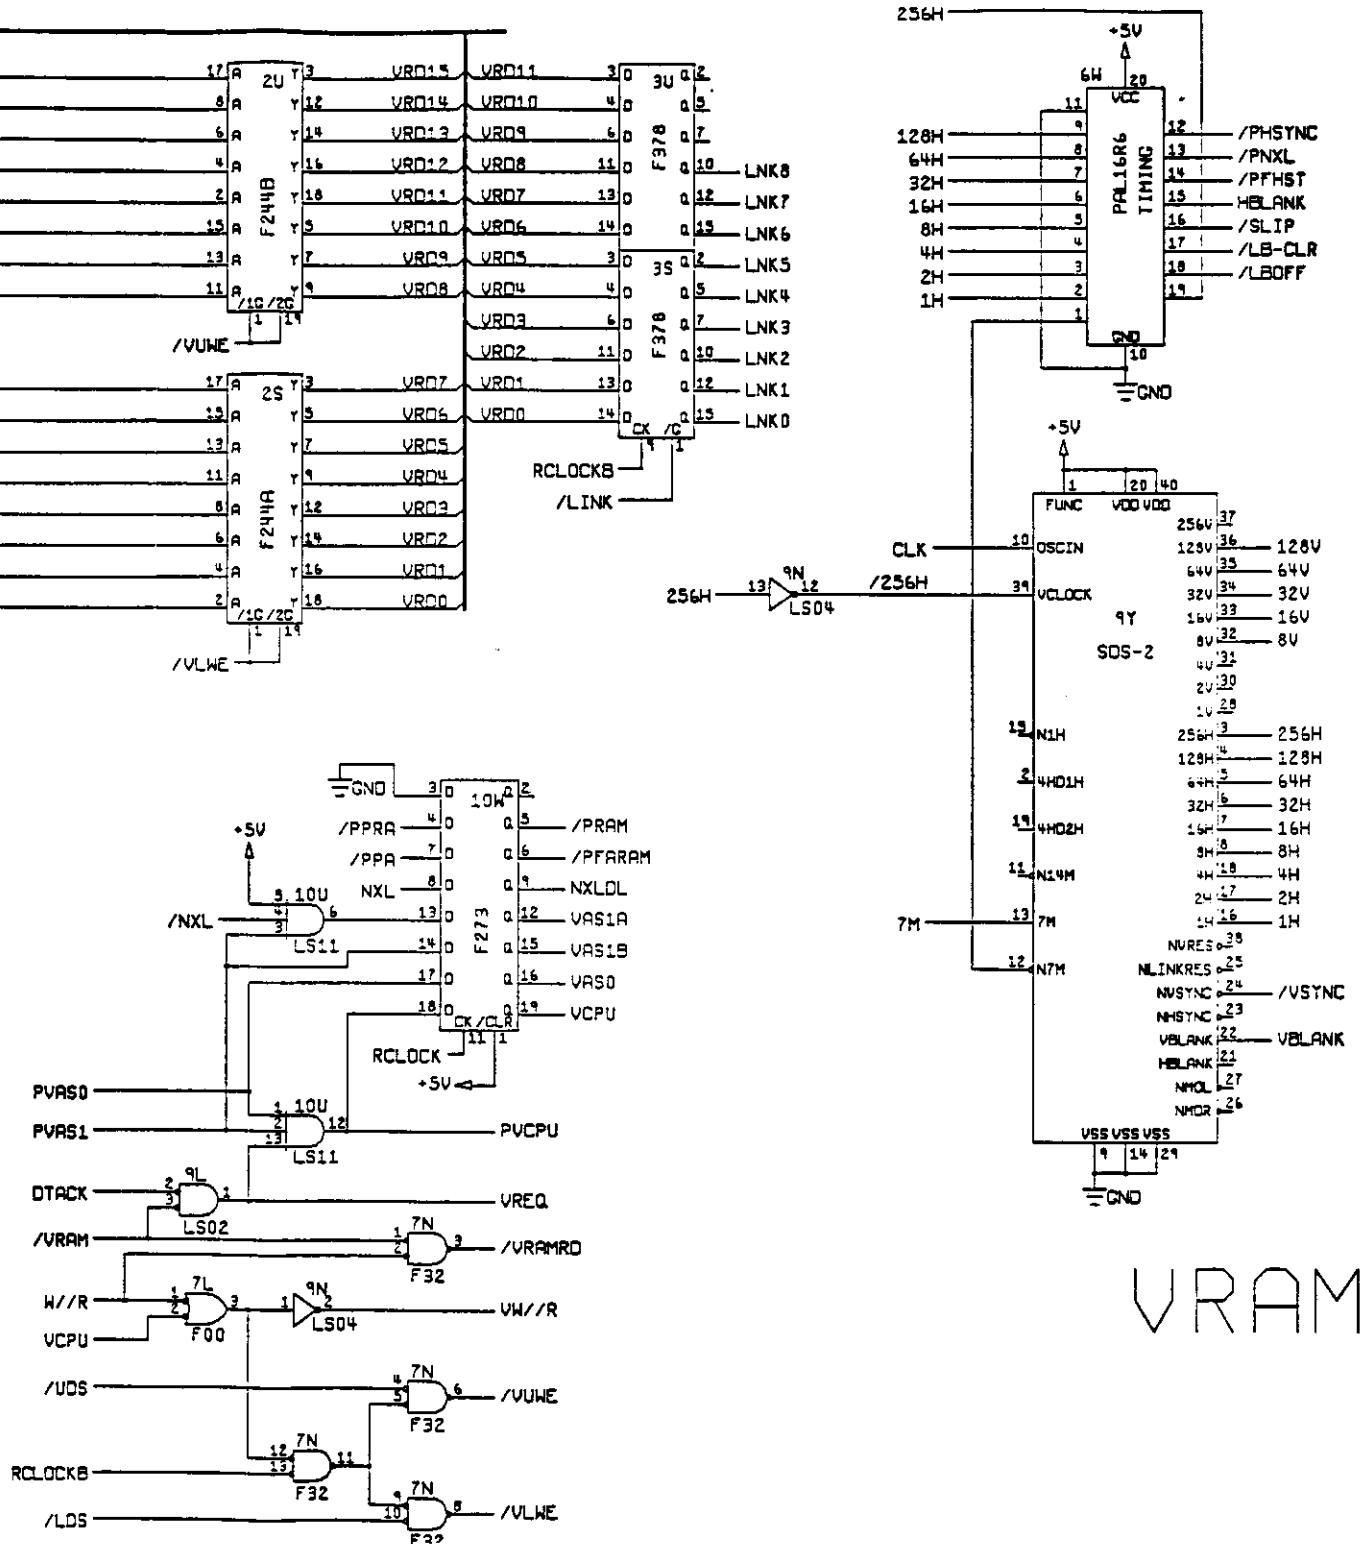 256H
+5V
6W
20
VCC
11
128H 9 12 /PHSYNC
64H 8 13 /PNXL
32H 7 14 /PFHST
16H 6 15 HBLANK
8H 5 16 /SLIP
4H 4 17 /LB-CLR
2H 3 18 /LBOFF
1H 2 19
1
PAL16R6
TIMING
GND
10
GND
17 A 2U Y 3 VRD15 VRD11 3 D 3U Q 2
8 A Y 12 VRD14 VRD10 4 D Q 5
6 A Y 14 VRD13 VRD9 6 D Q 7
4 A Y 16 VRD12 VRD8 11 D Q 10 LNK8
2 A Y 18 VRD11 VRD7 13 D Q 12 LNK7
15 A Y 5 VRD10 VRD6 14 D Q 15 LNK6
13 A Y 7 VRD9 VRD5 3 D 3S Q 2 LNK5
11 A Y 9 VRD8 VRD4 4 D Q 5 LNK4
F244B
F378
/1G /2G
1 19
/VUWE
VRD3 6 D Q 7 LNK3
VRD2 11 D Q 10 LNK2
17 A Y 3 VRD7 VRD1 13 D Q 12 LNK1
15 A 2S Y 5 VRD6 VRD0 14 D Q 15 LNK0
F378
CK /G
9 1
RCLOCKB
/LINK
13 A Y 7 VRD5
11 A Y 9 VRD4
8 A Y 12 VRD3
6 A Y 14 VRD2
4 A Y 16 VRD1
2 A Y 18 VRD0
F244A
/1G /2G
1 19
/VLWE
+5V
1 20 40
FUNC VDD VDD
256V 37
CLK 10 OSCIN 128V 36 128V
64V 35 64V
256H 13 9N 12 /256H 39 VCLOCK 32V 34 32V
LS04
9Y
SOS-2
16V 33 16V
8V 32 8V
4V 31
2V 30
1V 28
15 N1H 256H 3 256H
128H 4 128H
2 4HD1H 64H 5 64H
32H 6 32H
19 4HD2H 16H 7 16H
8H 8 8H
11 N14M 4H 18 4H
2H 17 2H
7M 13 7M 1H 16 1H
NVRES 38
12 N7M NLINKRES 25
NVSYNC 24 /VSYNC
NHSYNC 23
VBLANK 22 VBLANK
HBLANK 21
NMOL 27
NMOR 26
VSS VSS VSS
9 14 29
GND
GND 3 D 10W Q 2
/PPRA 4 D Q 5 /PRAM
/PPA 7 D Q 6 /PFARAM
NXL 8 D Q 9 NXLDL
+5V
5 10U
/NXL 4 6 13 D Q 12 VAS1A
3
LS11
14 D Q 15 VAS1B
17 D Q 16 VAS0
18 D Q 19 VCPU
F273
CK /CLR
11 1
RCLOCK
+5V
PVAS0 1 10U
PVAS1 2 12 PVCPU
13
LS11
DTACK 2 9L 1 VREQ
3
LS02
/VRAM 1 7N 3 /VRAMRD
2
F32
W//R 1 7L 3 1 9N 2 VW//R
2
VCPU F00 LS04
/UDS 4 7N 6 /VUWE
5
F32
12 7N 11
RCLOCKB 13
F32
9 7N 8 /VLWE
/LDS 10
F32
VRAM